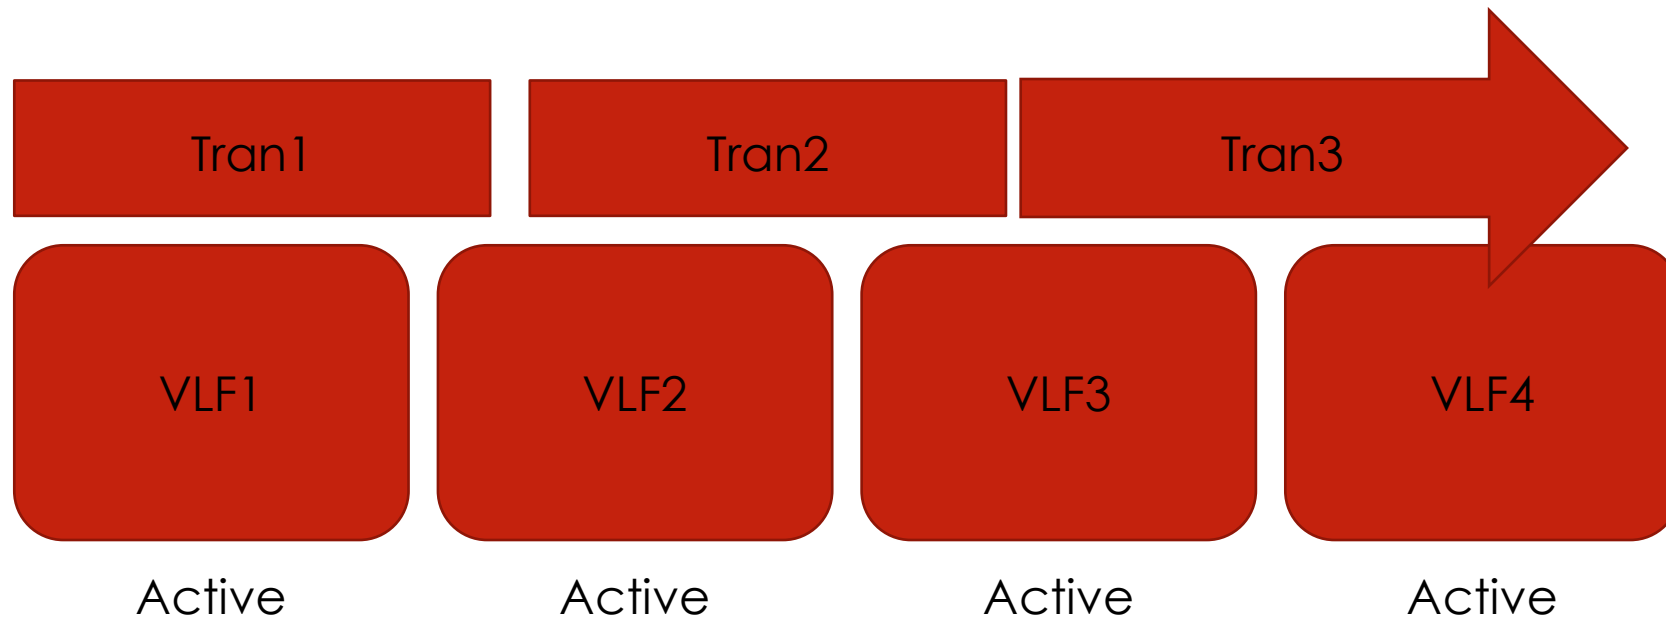 Tran1
Tran2
Tran3
VLF1
VLF2
VLF3
VLF4
Active
Active
Active
Active